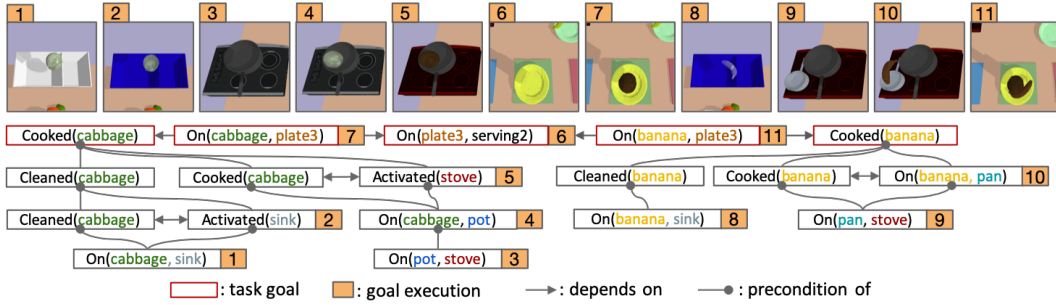 1 2 3 4 5 6 7 8 9 10 11
Cooked(cabbage) On(cabbage, plate3) 7 On(plate3, serving2) 6 On(banana, plate3) 11 Cooked(banana)
Cleaned(cabbage) Cooked(cabbage) Activated(stove) 5 Cleaned(banana) Cooked(banana) On(banana, pan) 10
Cleaned(cabbage) Activated(sink) 2 On(cabbage, pot) 4 On(banana, sink) 8 On(pan, stove) 9
On(cabbage, sink) 1 On(pot, stove) 3
: task goal : goal execution : depends on : precondition of